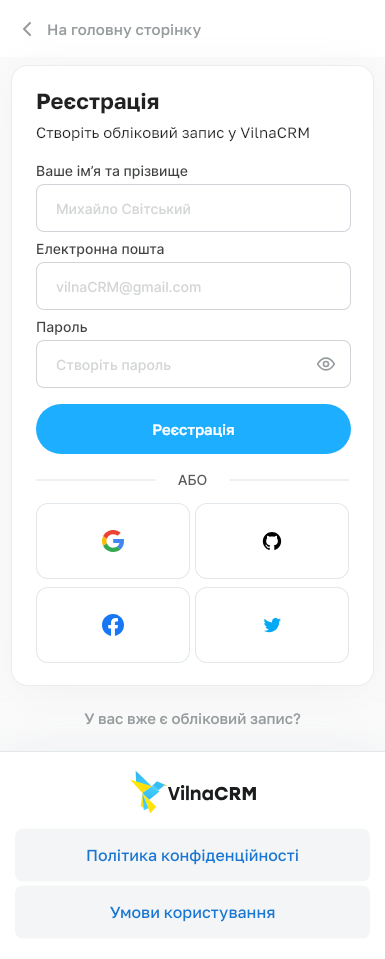 На головну сторінку
Реєстрація
Створіть обліковий запис у VilnaCRM
Ваше ім’я та прізвище
Михайло Світський
Електронна пошта
vilnaCRM@gmail.com
Пароль
Створіть пароль
Реєстрація
АБО
У вас вже є обліковий запис?
VilnaCRM
Політика конфіденційності
Умови користування